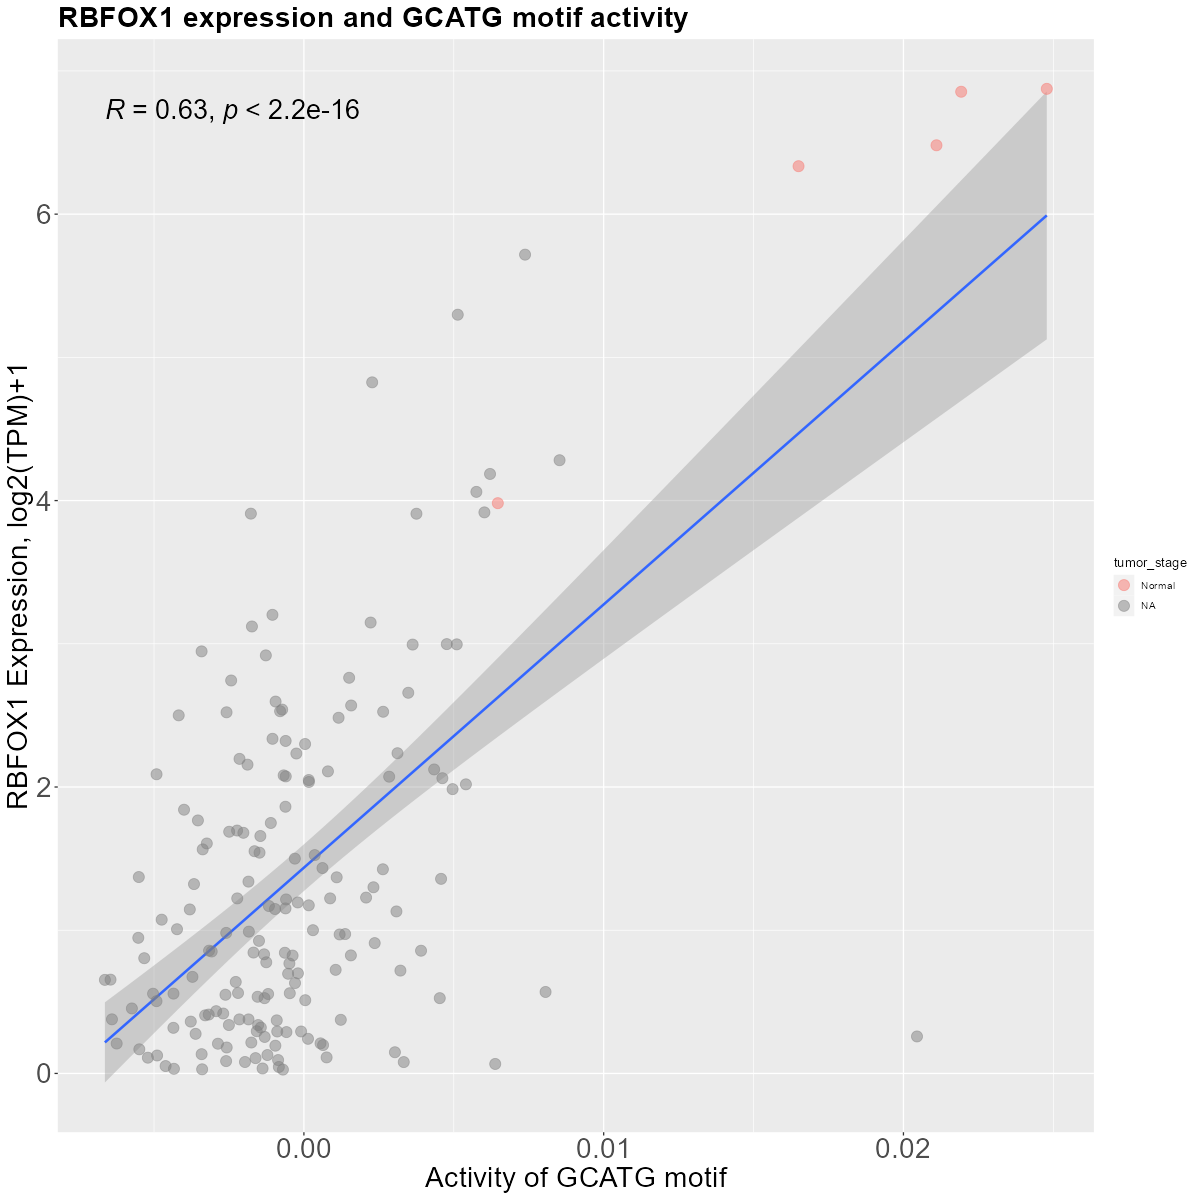 RBFOX1 expression and GCATG motif activity
R = 0.63, p < 2.2e-16
RBFOX1 Expression, log2(TPM)+1
6
4
2
0
0.00
0.01
0.02
Activity of GCATG motif
tumor_stage
Normal
NA